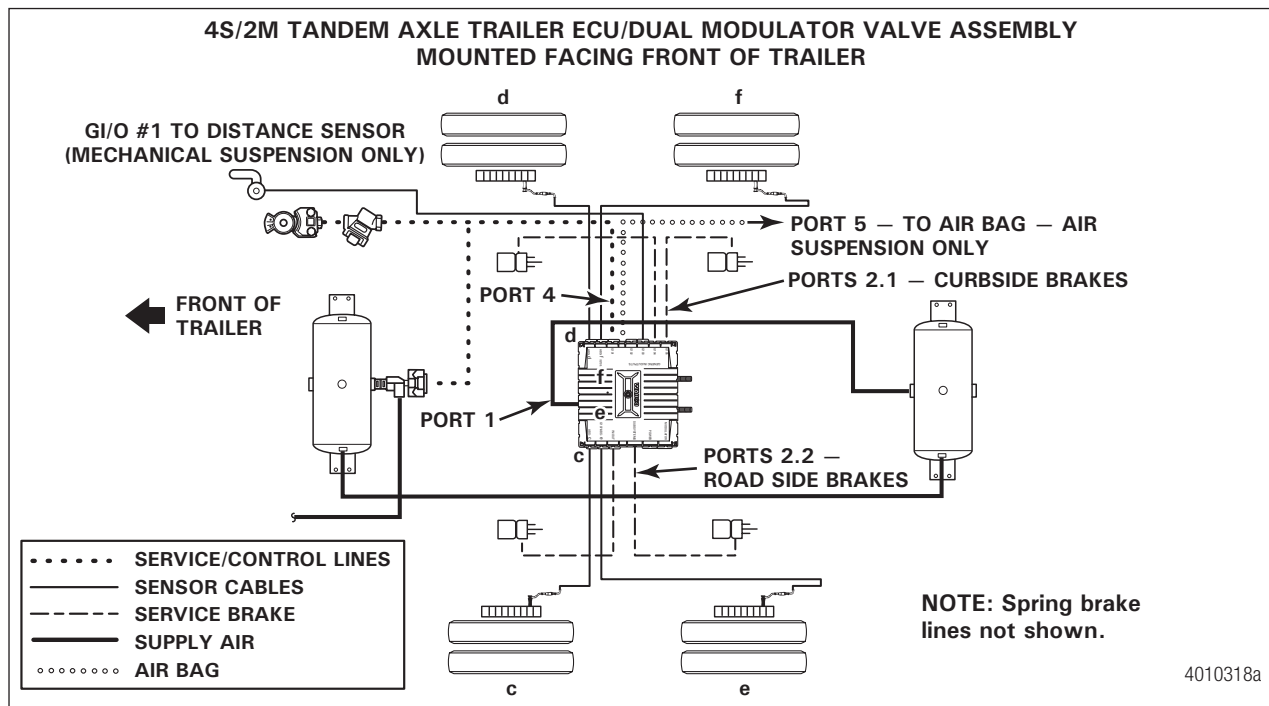 4S/2M TANDEM AXLE TRAILER ECU/DUAL MODULATOR VALVE ASSEMBLY
MOUNTED FACING FRONT OF TRAILER
d
f
GI/O #1 TO DISTANCE SENSOR
(MECHANICAL SUSPENSION ONLY)
PORT 5 — TO AIR BAG — AIR
SUSPENSION ONLY
PORTS 2.1 — CURBSIDE BRAKES
PORT 4
FRONT OF
TRAILER
d
f
e
PORT 1
c
PORTS 2.2 —
ROAD SIDE BRAKES
SERVICE/CONTROL LINES
SENSOR CABLES
SERVICE BRAKE
SUPPLY AIR
AIR BAG
NOTE: Spring brake
lines not shown.
c
e
4010318a